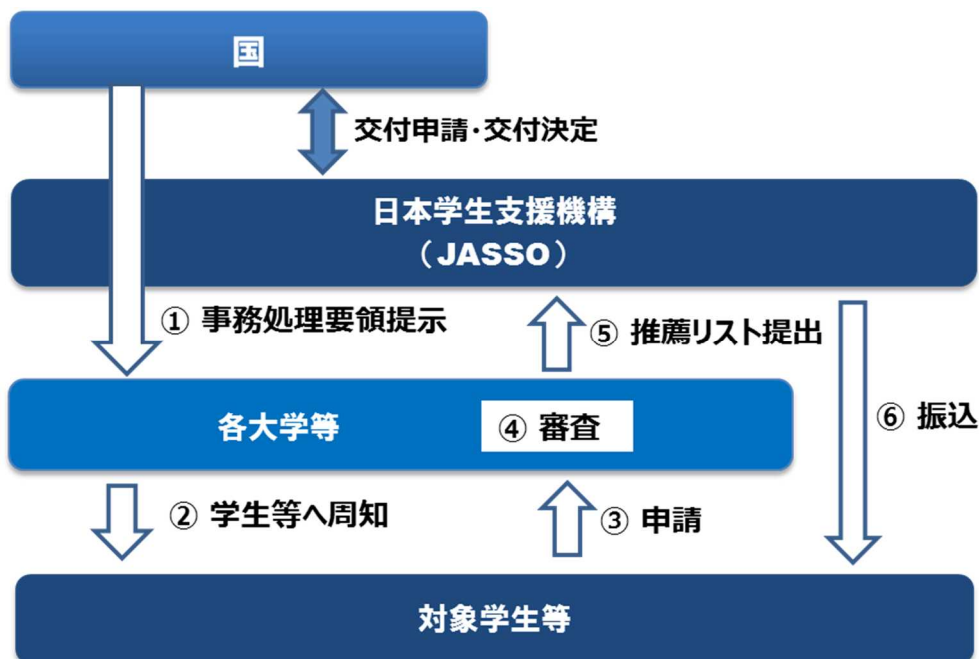 国
交付申請・交付決定
日本学生支援機構
（JASSO）
① 事務処理要領提示
⑤ 推薦リスト提出
各大学等
④ 審査
⑥ 振込
② 学生等へ周知
③ 申請
対象学生等